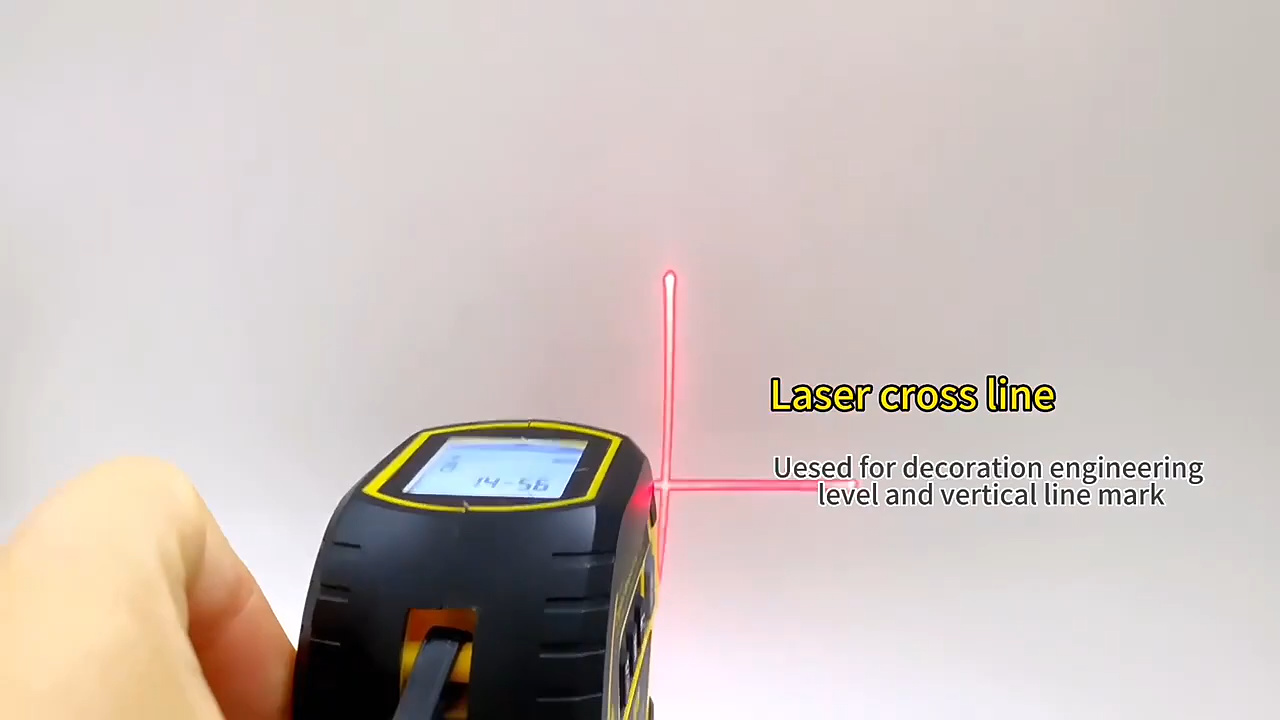 Laser cross line
Uesed for decoration engineering
level and vertical line mark
14-56